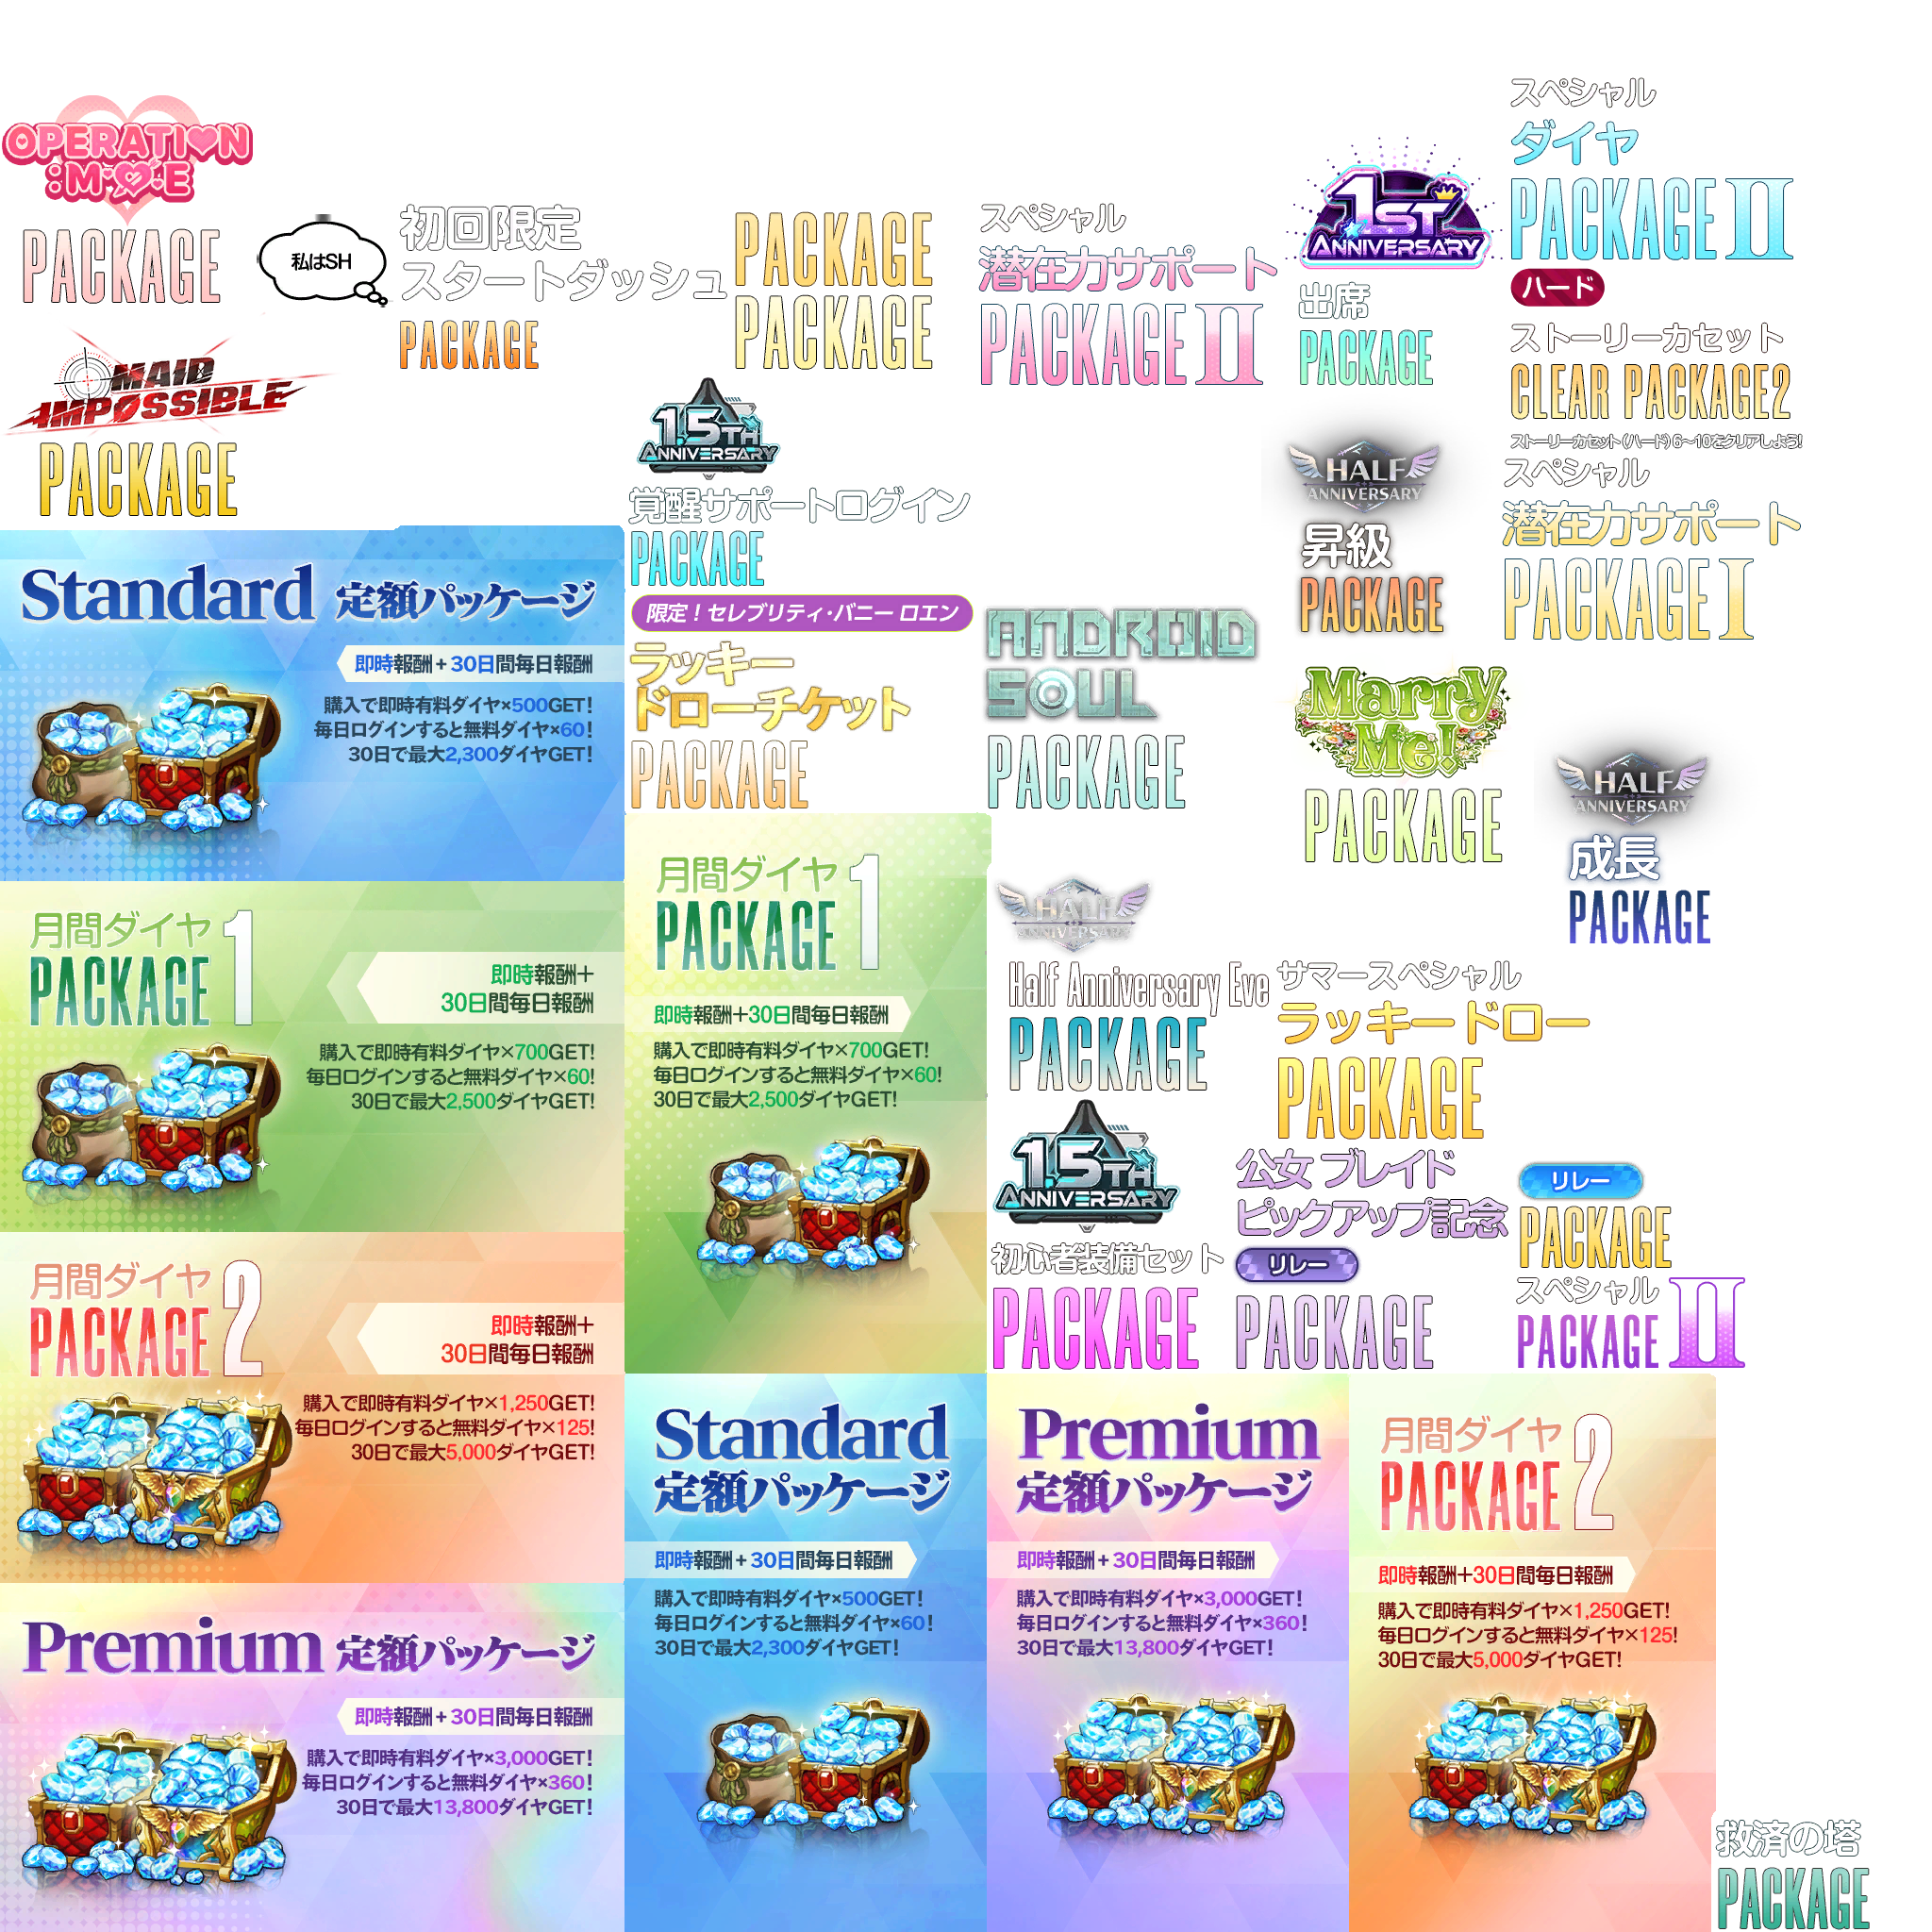 OPERATION
:MOE
PACKAGE
私はSH
初回限定
スタートダッシュ
PACKAGE
PACKAGE
PACKAGE
スペシャル
潜在力サポート
PACKAGE II
1ST
ANNIVERSARY
出席
PACKAGE
スペシャル
ダイヤ
PACKAGE II
ハード
ストーリーカセット
CLEAR PACKAGE2
ストーリーカセット(ハード)6~10をクリアしよう!
MAID
IMPOSSIBLE
PACKAGE
1.5TH
ANNIVERSARY
覚醒サポートログイン
PACKAGE
HALF
ANNIVERSARY
昇級
PACKAGE
スペシャル
潜在力サポート
PACKAGE I
Standard 定額パッケージ
即時報酬+30日間毎日報酬
購入で即時有料ダイヤ×500GET!
毎日ログインすると無料ダイヤ×60!
30日で最大2,300ダイヤGET!
限定!セレブリティ・バニー ロエン
ラッキー
ドローチケット
PACKAGE
ANDROID
SOUL
PACKAGE
Marry
Me!
PACKAGE
HALF
ANNIVERSARY
成長
PACKAGE
月間ダイヤ
PACKAGE 1
即時報酬+
30日間毎日報酬
購入で即時有料ダイヤ×700GET!
毎日ログインすると無料ダイヤ×60!
30日で最大2,500ダイヤGET!
月間ダイヤ
PACKAGE 1
即時報酬+30日間毎日報酬
購入で即時有料ダイヤ×700GET!
毎日ログインすると無料ダイヤ×60!
30日で最大2,500ダイヤGET!
HALF
ANNIVERSARY
Half Anniversary Eve
PACKAGE
サマースペシャル
ラッキードロー
PACKAGE
1.5TH
ANNIVERSARY
初心者装備セット
PACKAGE
公女 ブレイド
ピックアップ記念
リレー
PACKAGE
リレー
PACKAGE
スペシャル
PACKAGE II
月間ダイヤ
PACKAGE 2
即時報酬+
30日間毎日報酬
購入で即時有料ダイヤ×1,250GET!
毎日ログインすると無料ダイヤ×125!
30日で最大5,000ダイヤGET!
Premium 定額パッケージ
即時報酬+30日間毎日報酬
購入で即時有料ダイヤ×3,000GET!
毎日ログインすると無料ダイヤ×360!
30日で最大13,800ダイヤGET!
Standard
定額パッケージ
即時報酬+30日間毎日報酬
購入で即時有料ダイヤ×500GET!
毎日ログインすると無料ダイヤ×60!
30日で最大2,300ダイヤGET!
Premium
定額パッケージ
即時報酬+30日間毎日報酬
購入で即時有料ダイヤ×3,000GET!
毎日ログインすると無料ダイヤ×360!
30日で最大13,800ダイヤGET!
月間ダイヤ
PACKAGE 2
即時報酬+30日間毎日報酬
購入で即時有料ダイヤ×1,250GET!
毎日ログインすると無料ダイヤ×125!
30日で最大5,000ダイヤGET!
救済の塔
PACKAGE